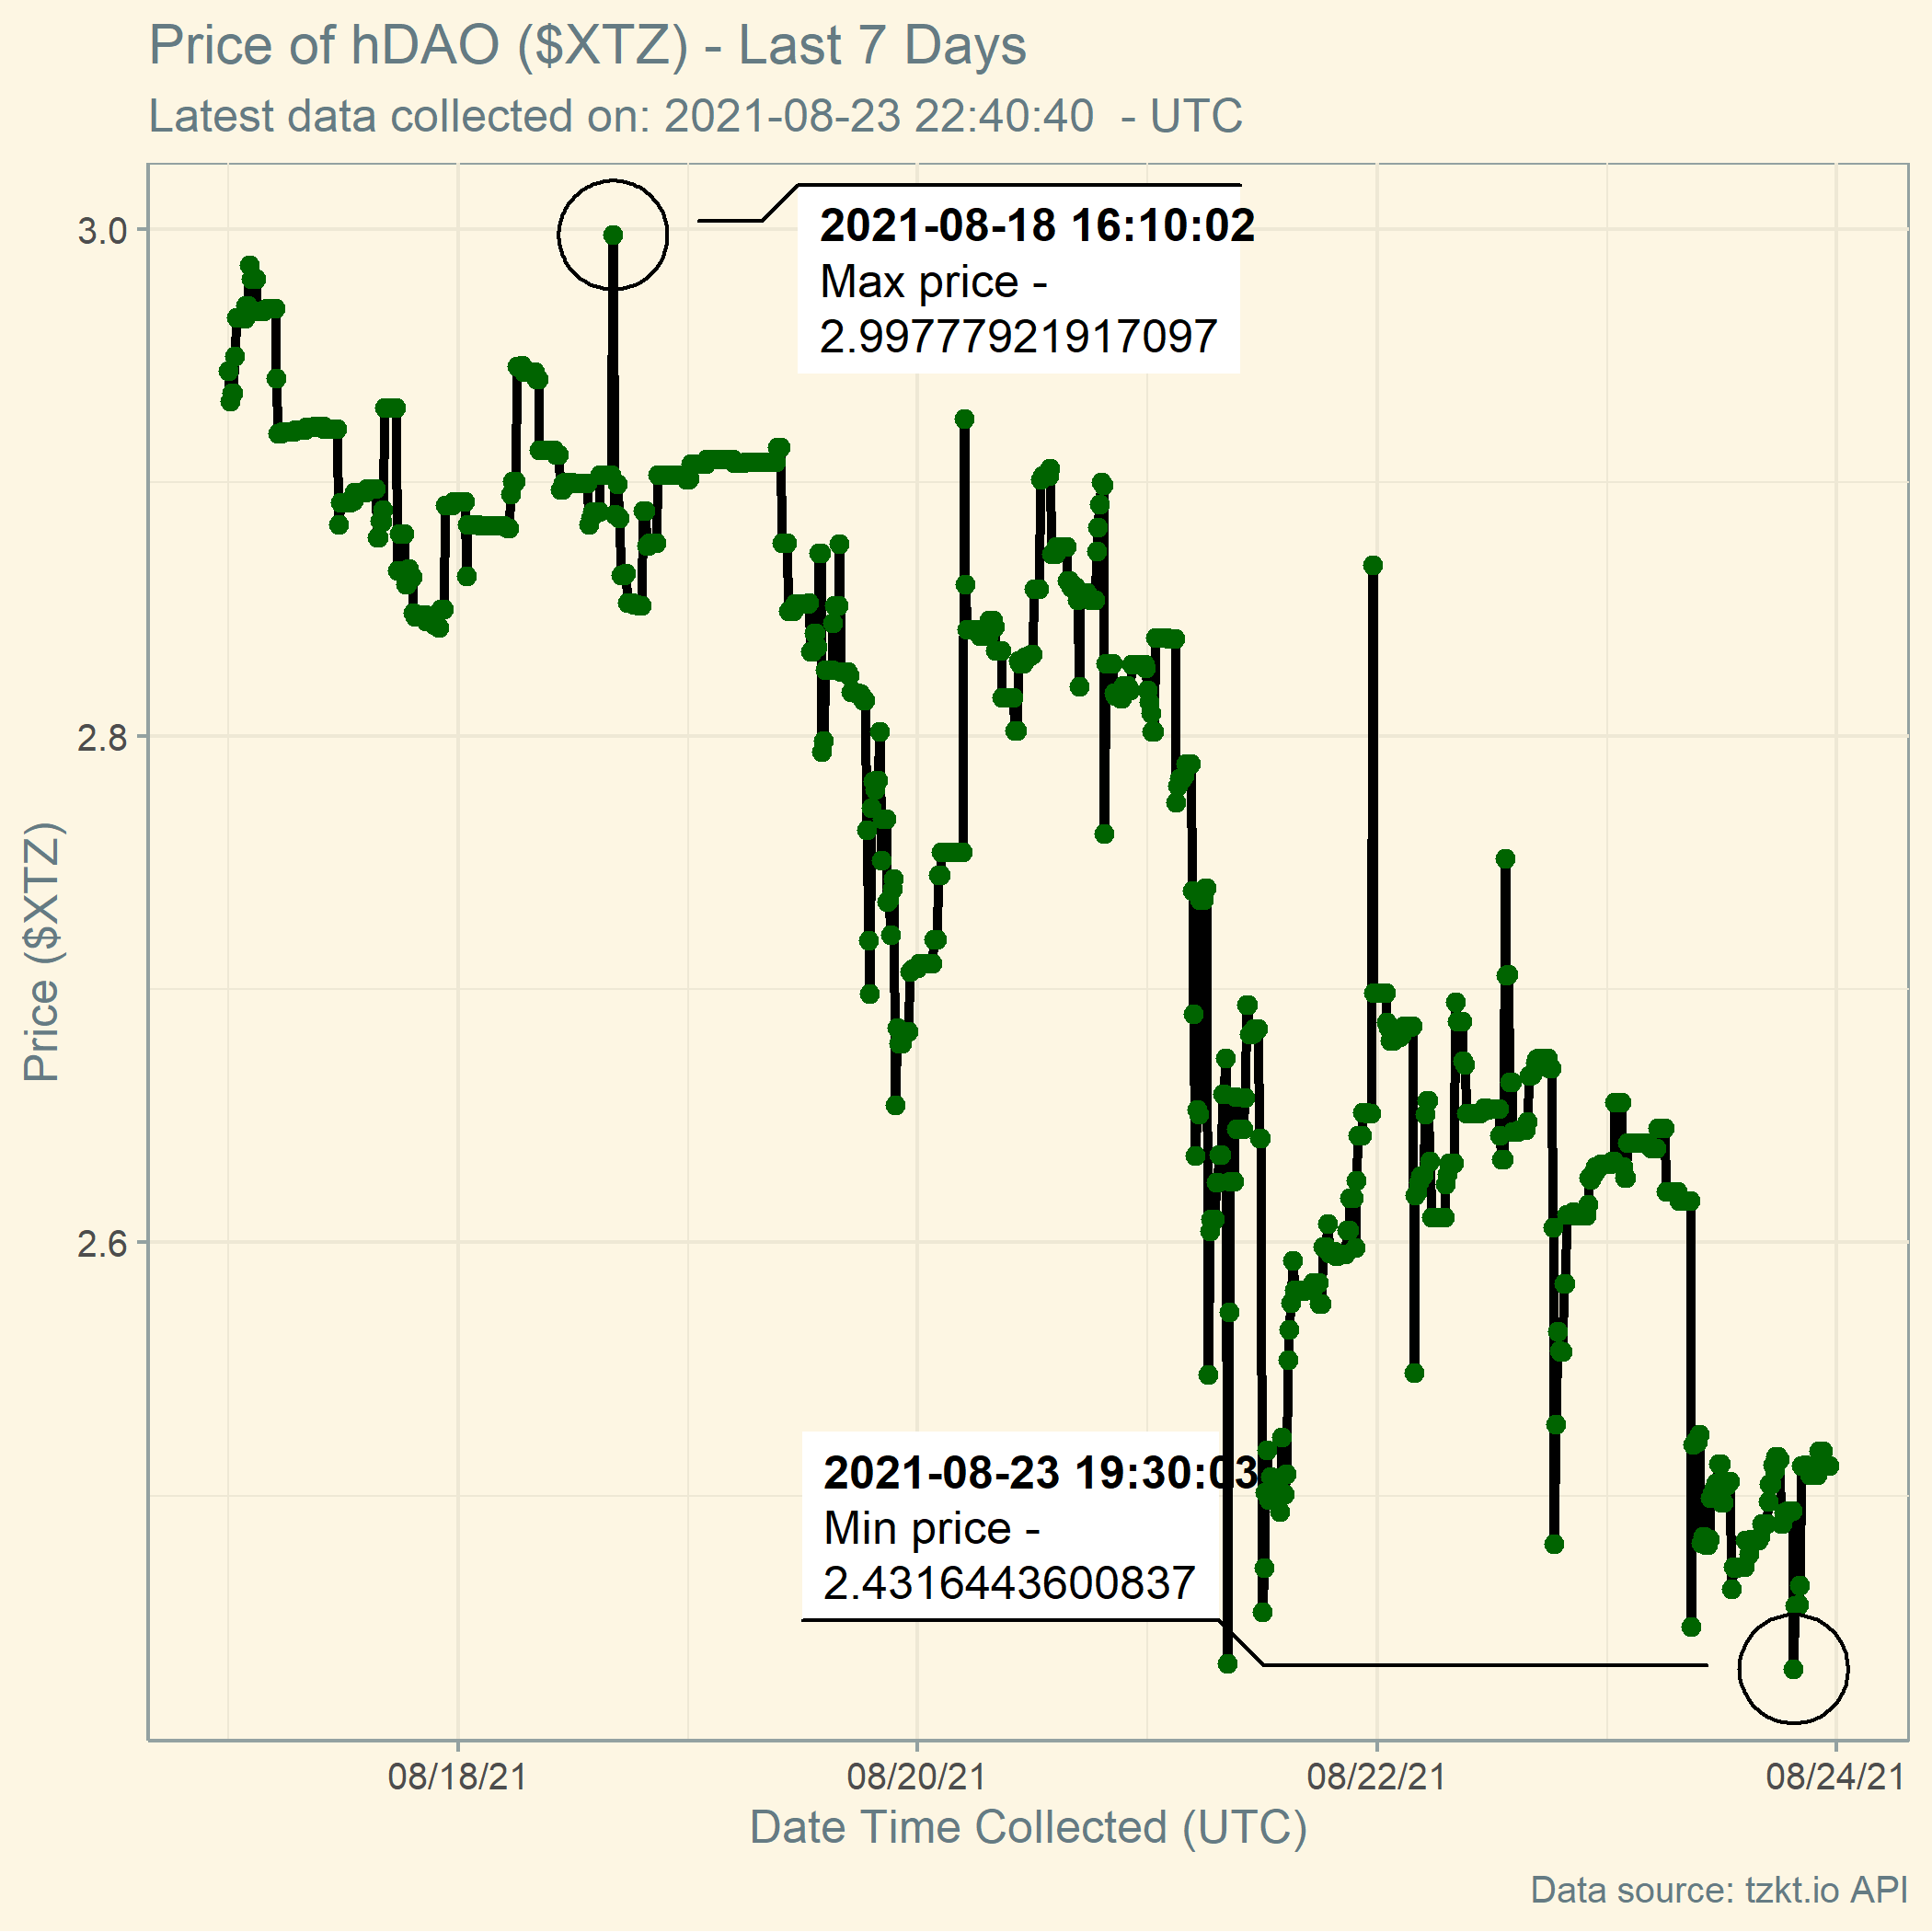 Price of hDAO ($XTZ) - Last 7 Days
Latest data collected on: 2021-08-23 22:40:40  - UTC
2021-08-18 16:10:02
Max price -
2.99777921917097
3.0
2.8
2.6
Price ($XTZ)
2021-08-23 19:30:03
Min price -
2.4316443600837
08/18/21
08/20/21
08/22/21
08/24/21
Date Time Collected (UTC)
Data source: tzkt.io API